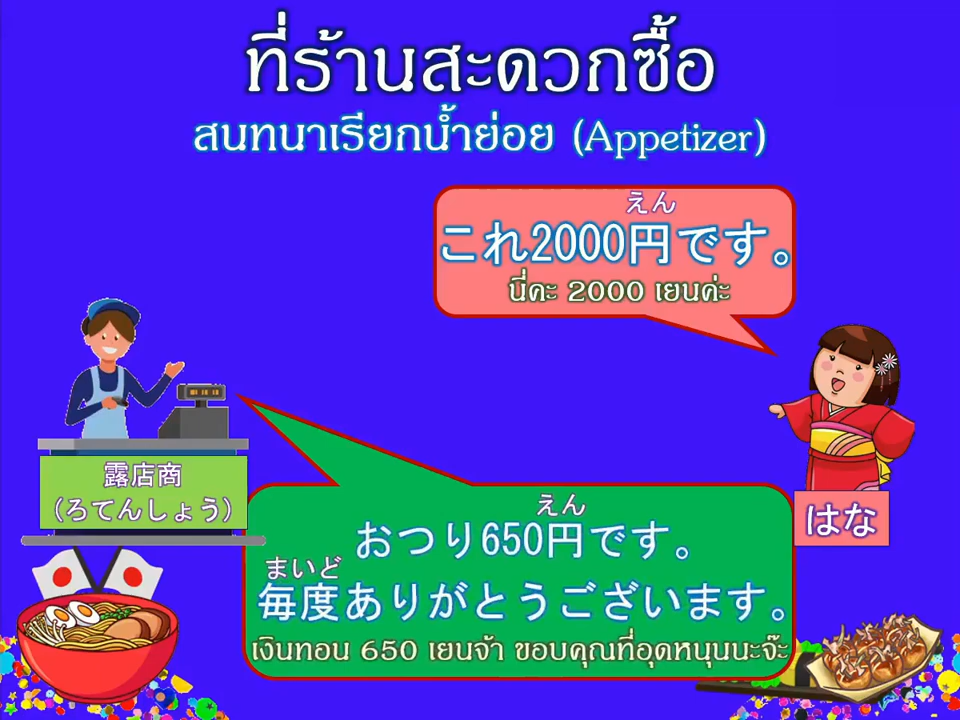 ที่ร้านสะดวกซื้อ
สนทนาเรียกน้ำย่อย (Appetizer)
えん
これ2000円です。
นี่คะ 2000 เยนค่ะ
露店商
(ろてんしょう)
はな
えん
おつり650円です。
まいど
毎度ありがとうございます。
เงินทอน 650 เยนจ้า ขอบคุณที่อุดหนุนนะจ๊ะ